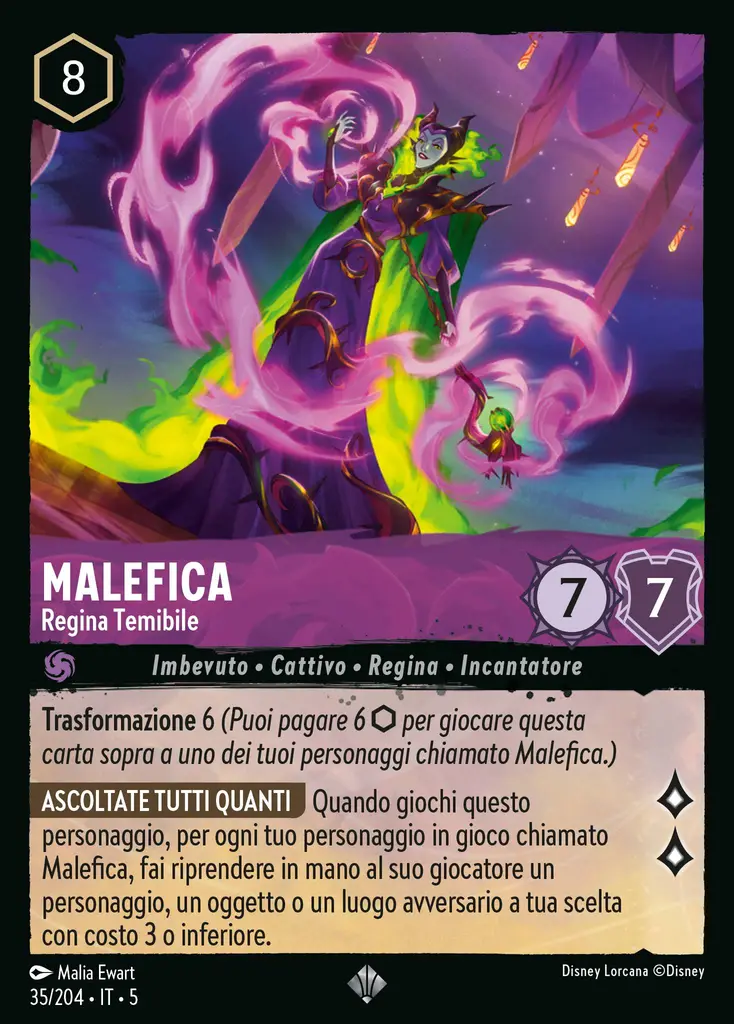 8
MALEFICA
Regina Temibile
7
7
Imbevuto • Cattivo • Regina • Incantatore
Trasformazione 6 (Puoi pagare 6 per giocare questa
carta sopra a uno dei tuoi personaggi chiamato Malefica.)
ASCOLTATE TUTTI QUANTI Quando giochi questo
personaggio, per ogni tuo personaggio in gioco chiamato
Malefica, fai riprendere in mano al suo giocatore un
personaggio, un oggetto o un luogo avversario a tua scelta
con costo 3 o inferiore.
Malia Ewart
Disney Lorcana ©Disney
35/204 • IT • 5